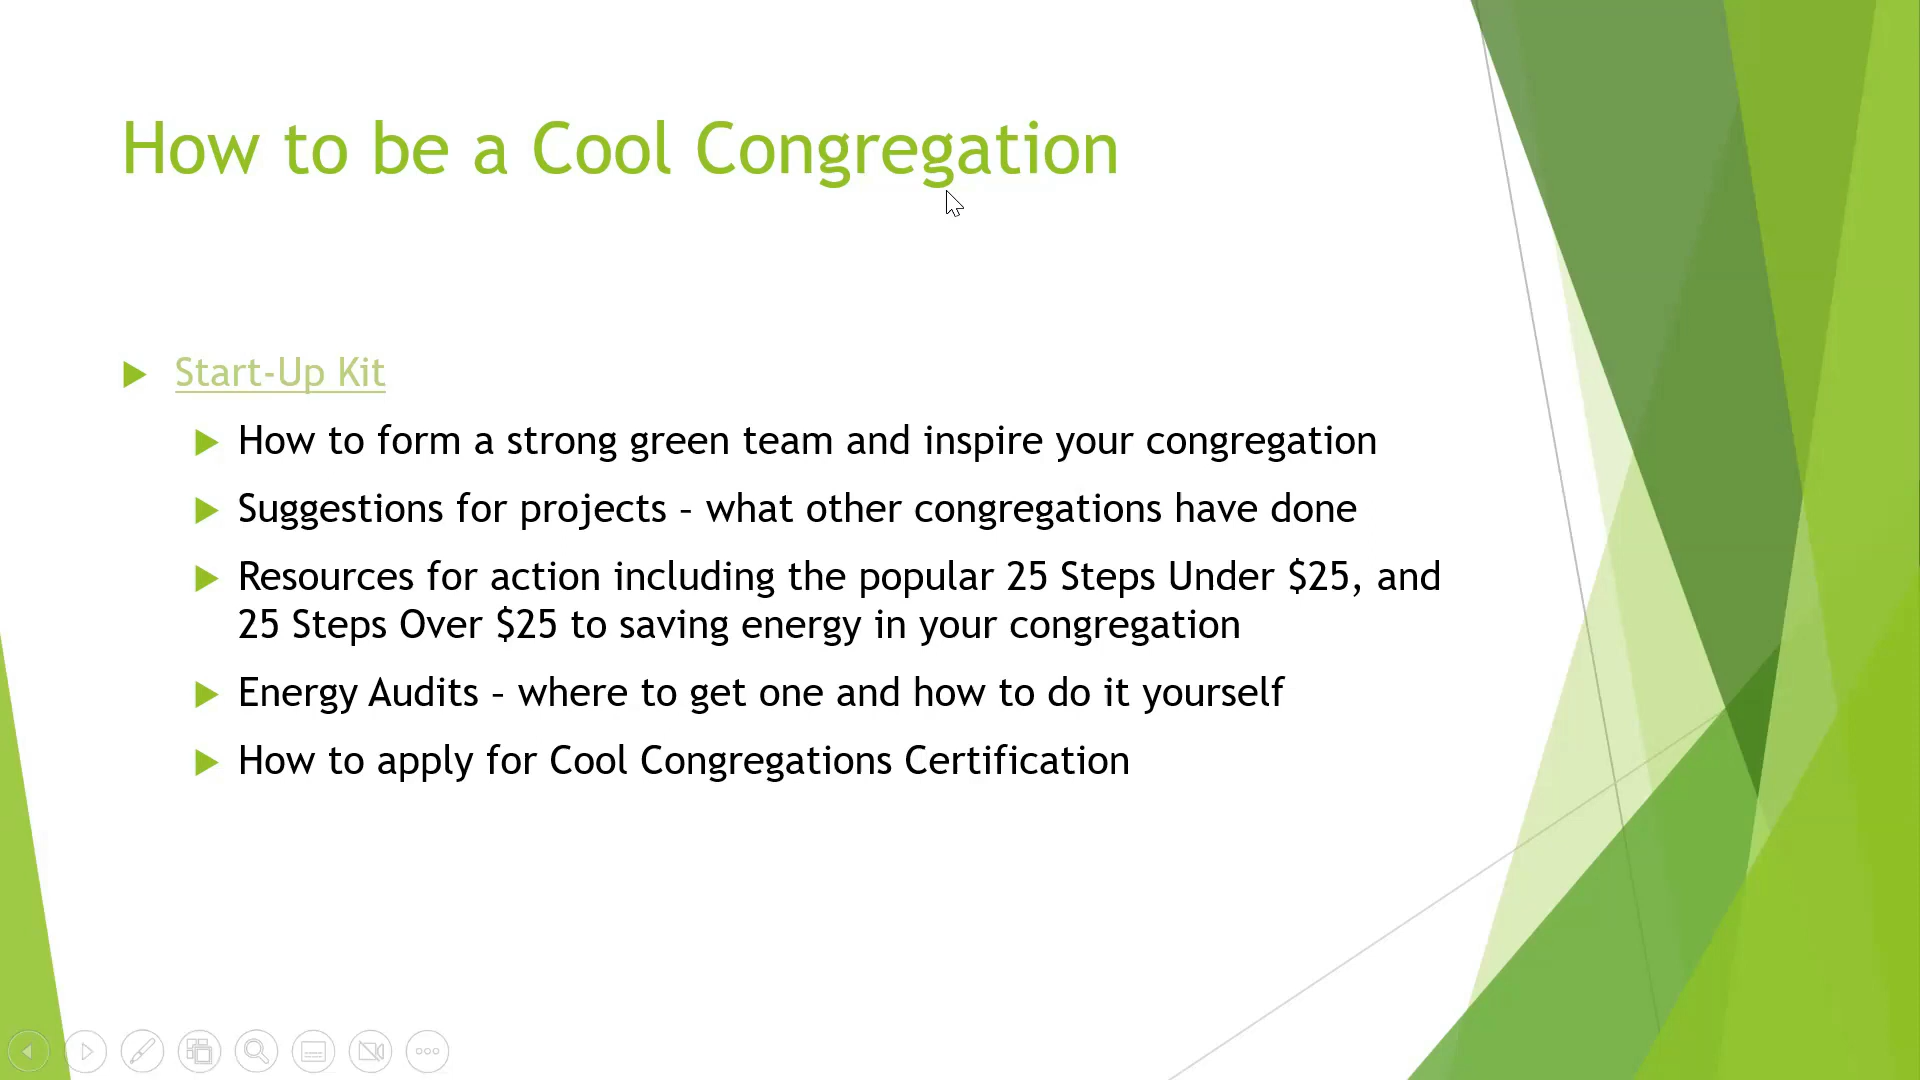 How to be a Cool Congregation
Start-Up Kit
How to form a strong green team and inspire your congregation
Suggestions for projects – what other congregations have done
Resources for action including the popular 25 Steps Under $25, and
25 Steps Over $25 to saving energy in your congregation
Energy Audits – where to get one and how to do it yourself
How to apply for Cool Congregations Certification